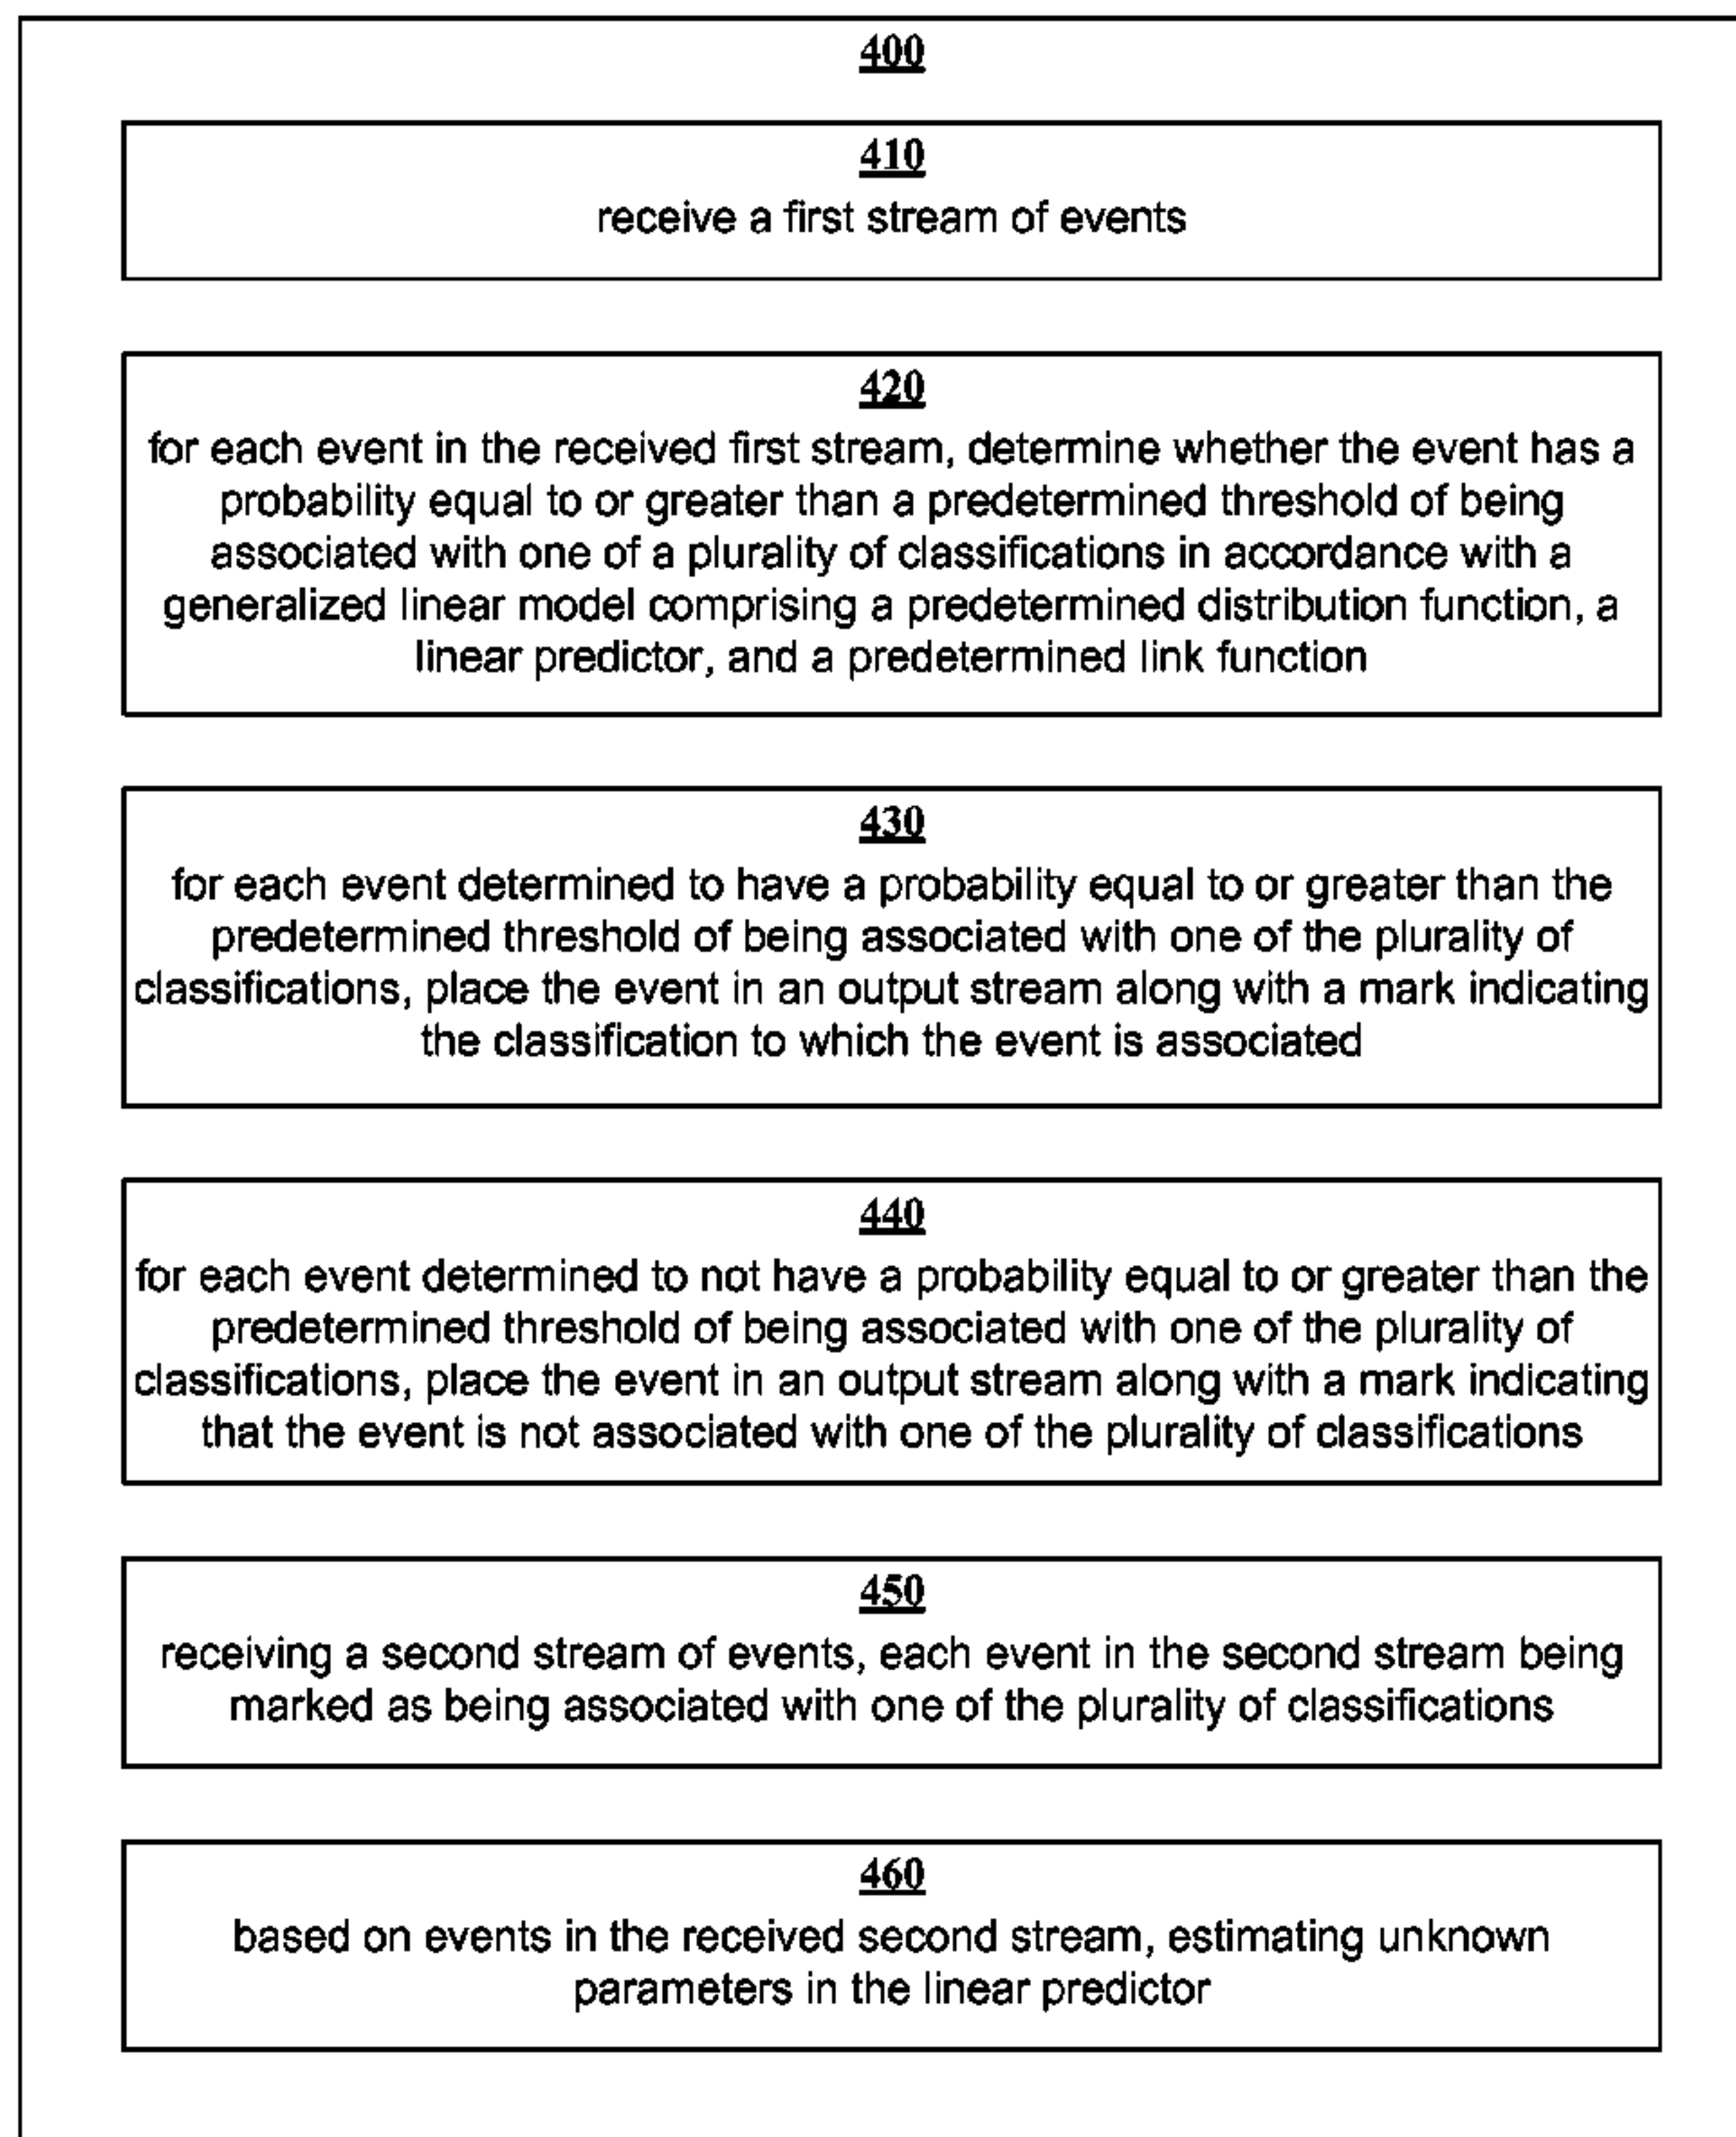 400
410
receive a first stream of events
420
for each event in the received first stream, determine whether the event has a
probability equal to or greater than a predetermined threshold of being
associated with one of a plurality of classifications in accordance with a
generalized linear model comprising a predetermined distribution function, a
linear predictor, and a predetermined link function
430
for each event determined to have a probability equal to or greater than the
predetermined threshold of being associated with one of the plurality of
classifications, place the event in an output stream along with a mark indicating
the classification to which the event is associated
440
for each event determined to not have a probability equal to or greater than the
predetermined threshold of being associated with one of the plurality of
classifications, place the event in an output stream along with a mark indicating
that the event is not associated with one of the plurality of classifications
450
receiving a second stream of events, each event in the second stream being
marked as being associated with one of the plurality of classifications
460
based on events in the received second stream, estimating unknown
parameters in the linear predictor